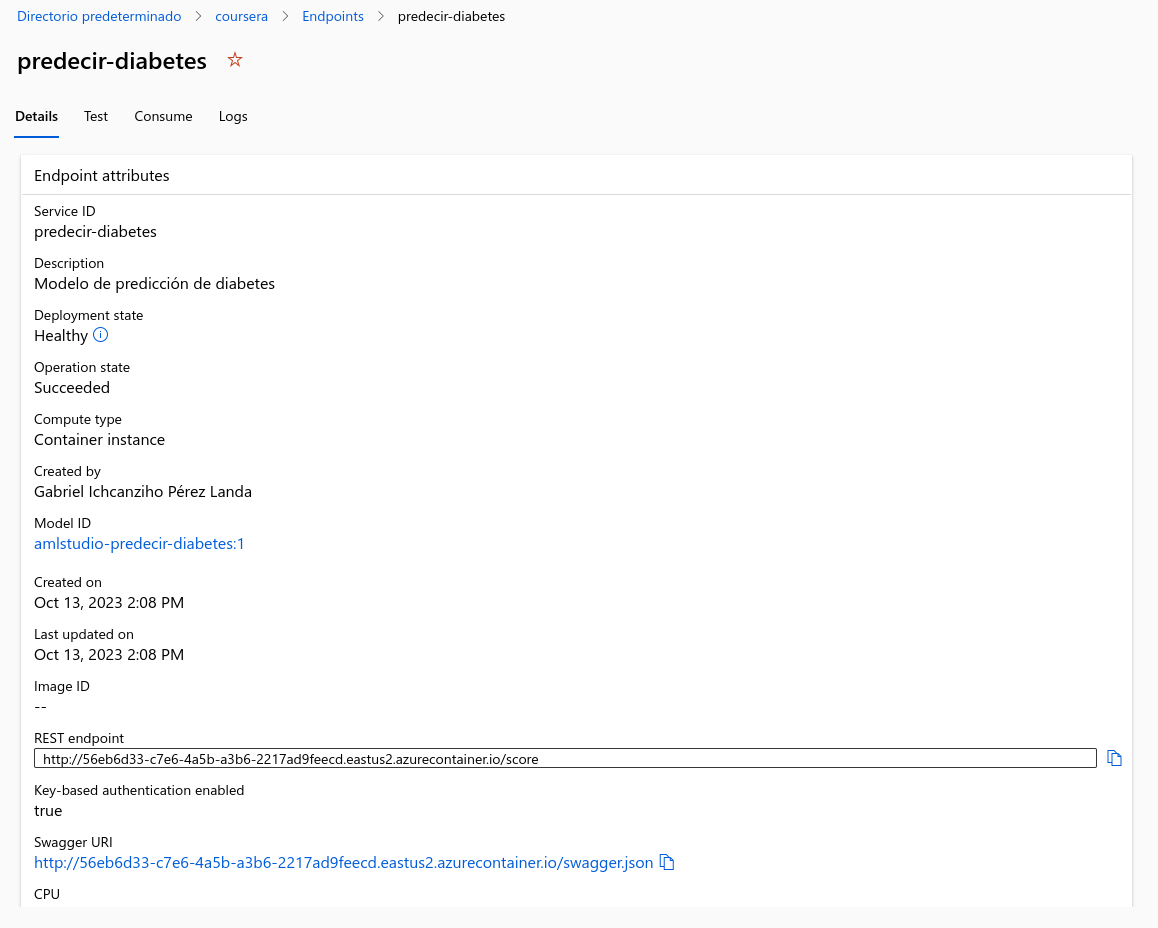 Directorio predeterminado > coursera > Endpoints > predecir-diabetes
predecir-diabetes
Details Test Consume Logs
Endpoint attributes
Service ID
predecir-diabetes
Description
Modelo de predicción de diabetes
Deployment state
Healthy
Operation state
Succeeded
Compute type
Container instance
Created by
Gabriel Ichcanziho Pérez Landa
Model ID
amlstudio-predecir-diabetes:1
Created on
Oct 13, 2023 2:08 PM
Last updated on
Oct 13, 2023 2:08 PM
Image ID
--
REST endpoint
http://56eb6d33-c7e6-4a5b-a3b6-2217ad9feecd.eastus2.azurecontainer.io/score
Key-based authentication enabled
true
Swagger URI
http://56eb6d33-c7e6-4a5b-a3b6-2217ad9feecd.eastus2.azurecontainer.io/swagger.json
CPU